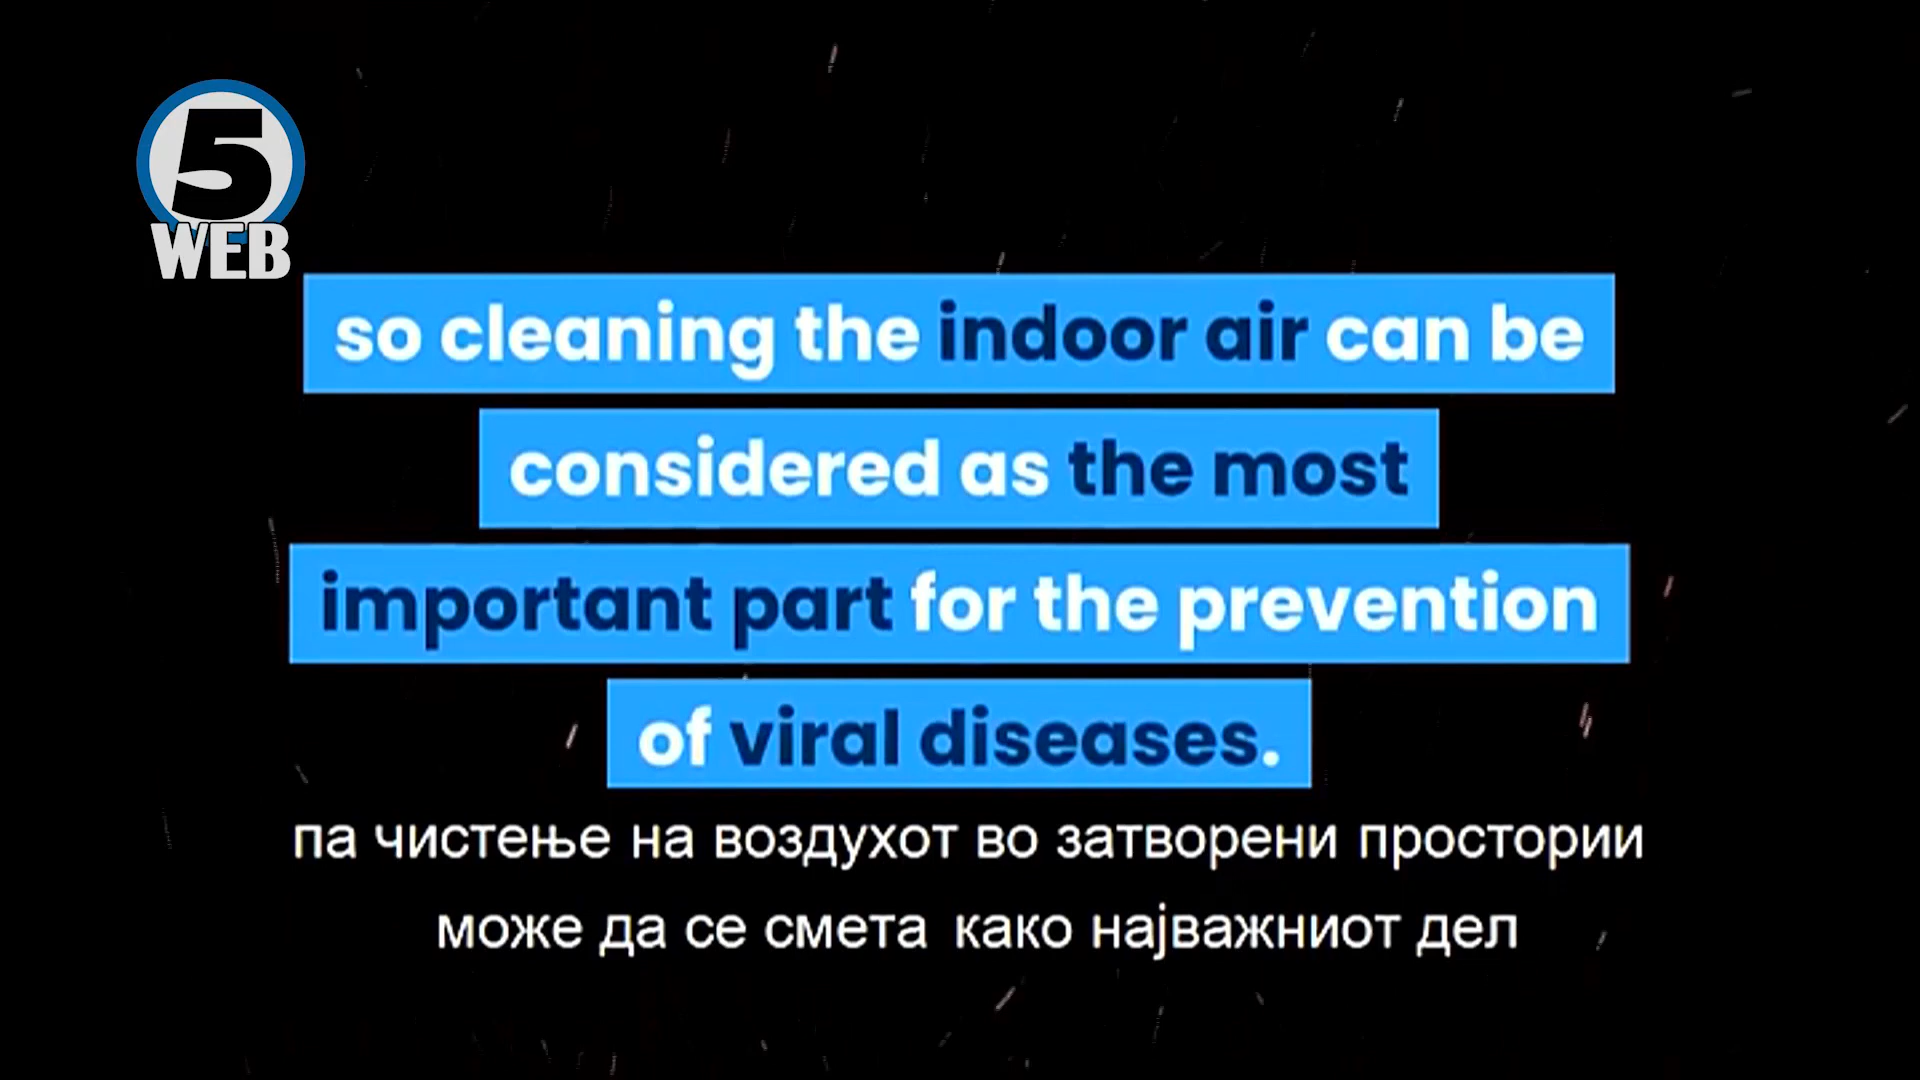 5
WEB
so cleaning the indoor air can be
considered as the most
important part for the prevention
of viral diseases.
па чистење на воздухот во затворени простории
може да се смета како најважниот дел